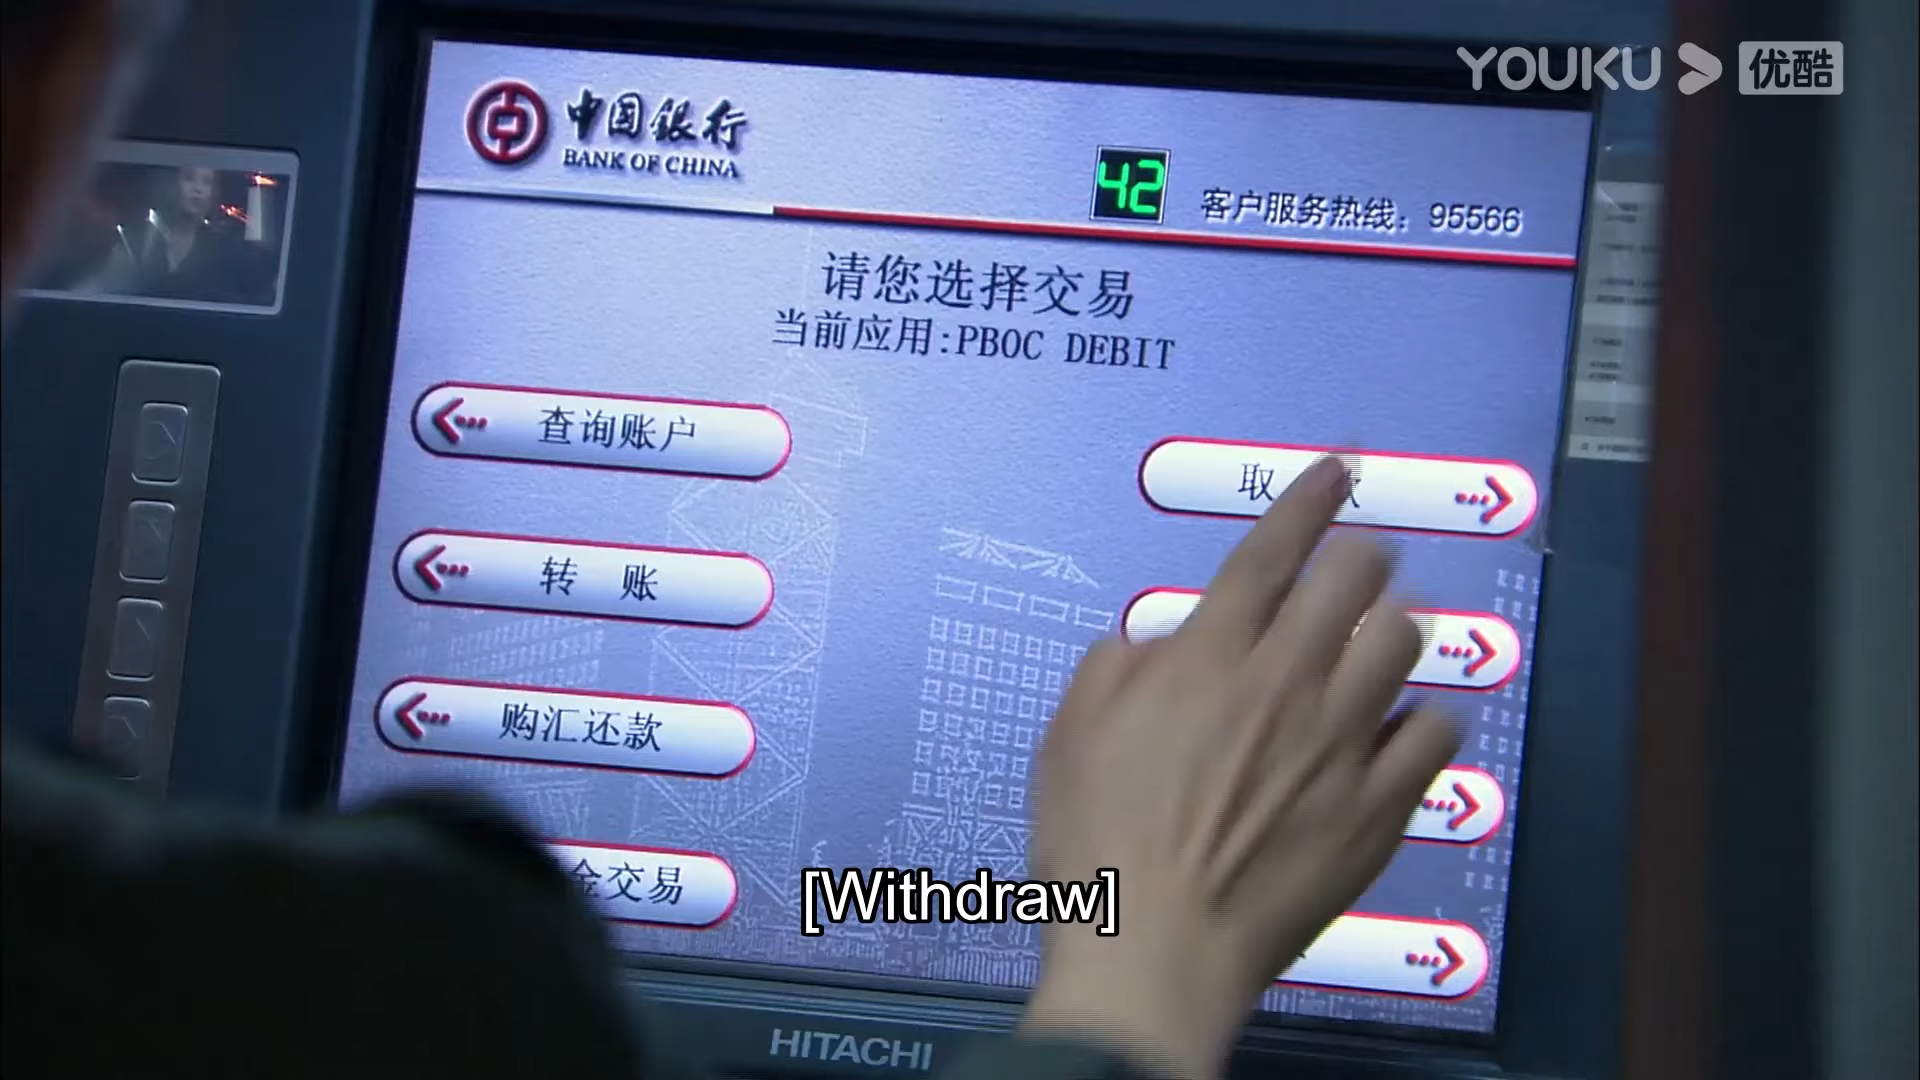 YOUKU 优酷
中国银行
BANK OF CHINA
42
客户服务热线：95566
请您选择交易
当前应用:PBOC DEBIT
查询账户
取
转 账
购汇还款
金交易
[Withdraw]
HITACHI